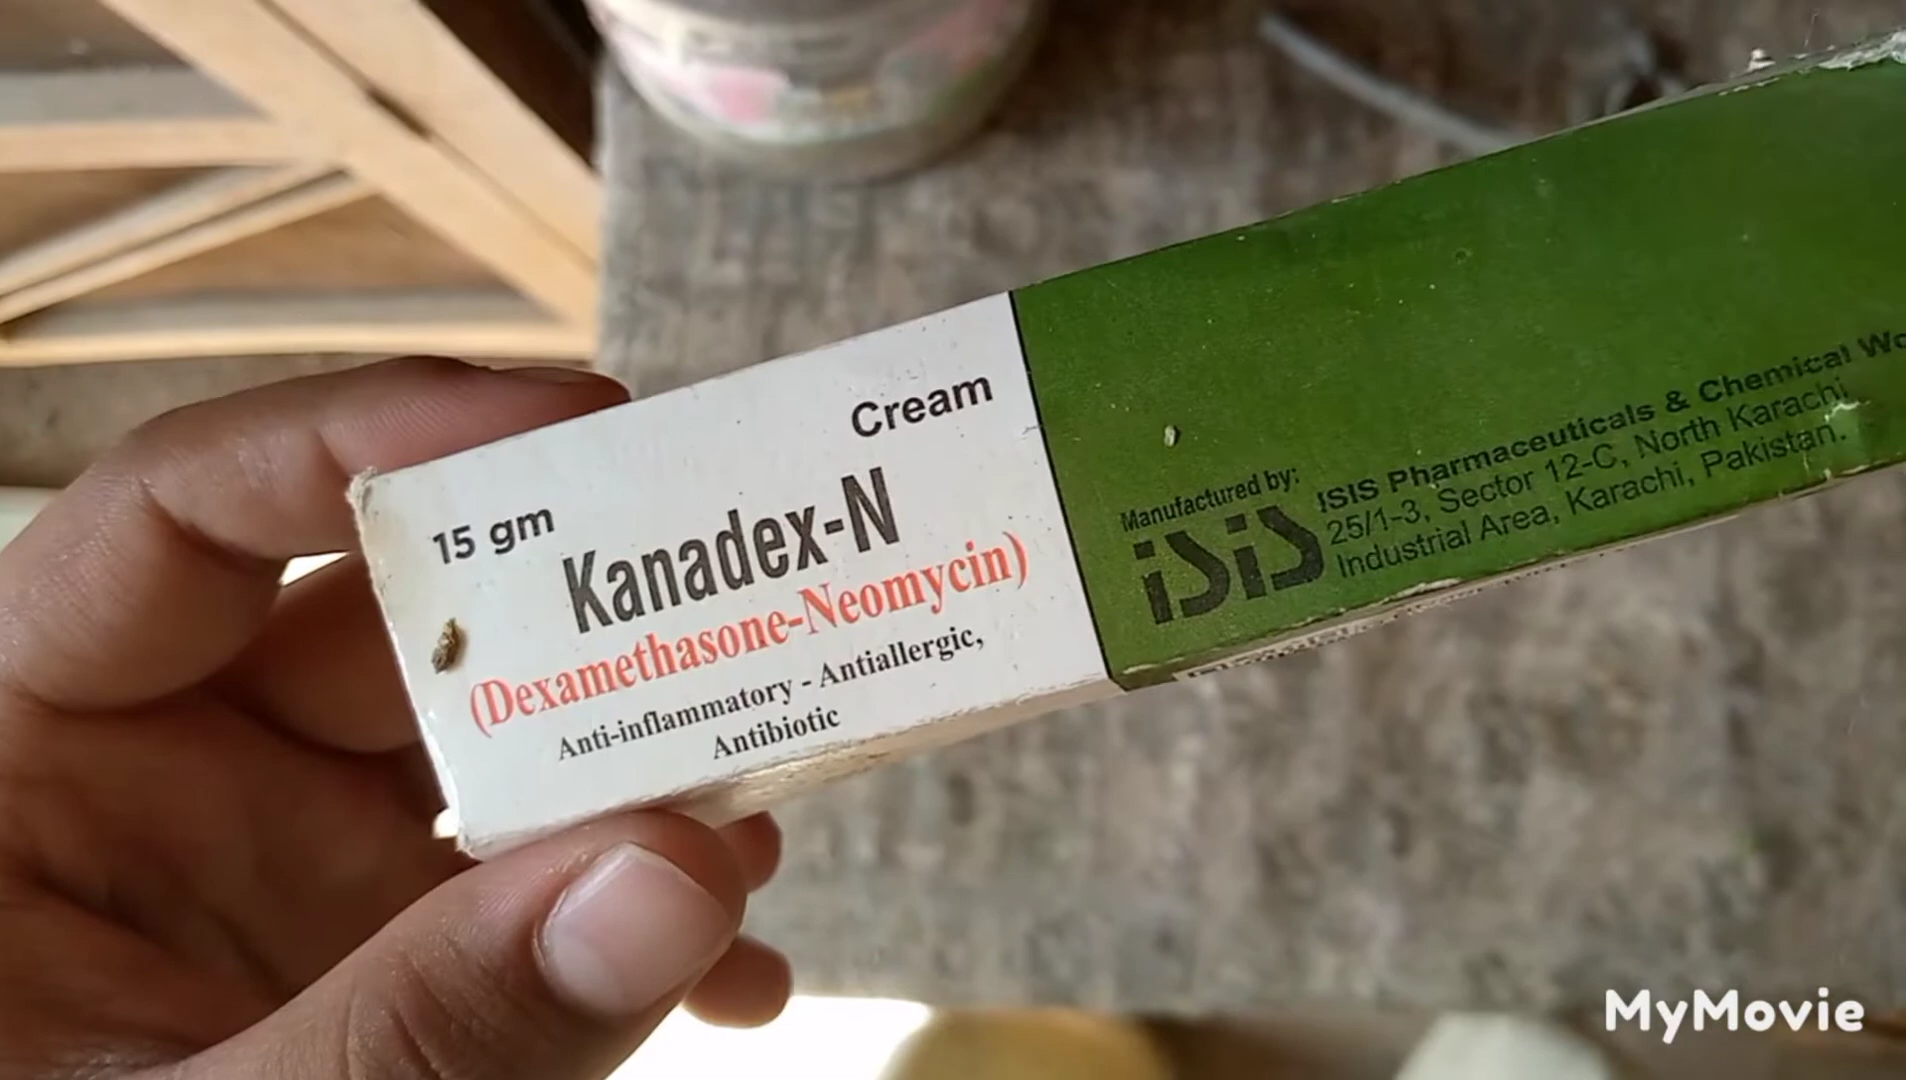 15 gm
Cream
Kanadex-N
(Dexamethasone-Neomycin)
Anti-inflammatory - Antiallergic,
Antibiotic
Manufactured by:
isis
ISIS Pharmaceuticals & Chemical
25/1-3, Sector 12-C, North Karachi
Industrial Area, Karachi, Pakistan.
MyMovie